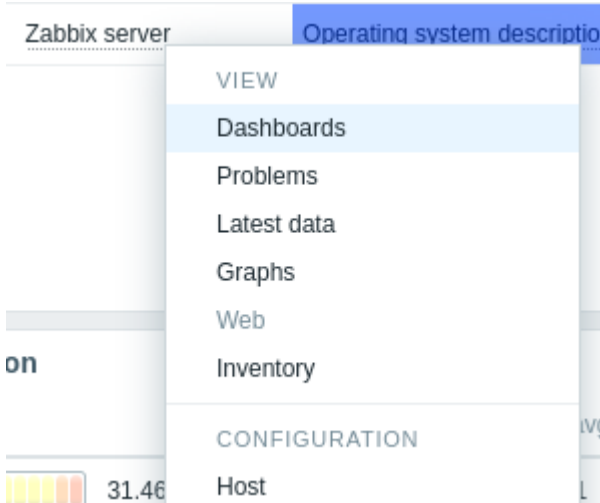 Zabbix server
Operating system descriptio
VIEW
Dashboards
Problems
Latest data
Graphs
Web
Inventory
on
CONFIGURATION
Host
31.46